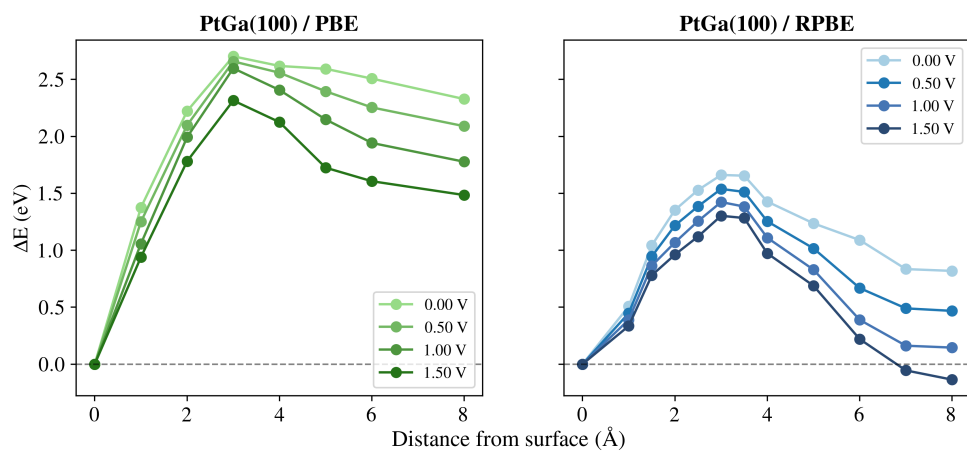 PtGa(100) / PBE
PtGa(100) / RPBE
ΔE (eV)
2.5
2.0
1.5
1.0
0.5
0.0
0.00 V
0.50 V
1.00 V
1.50 V
0.00 V
0.50 V
1.00 V
1.50 V
0 2 4 6 8
0 2 4 6 8
Distance from surface (Å)